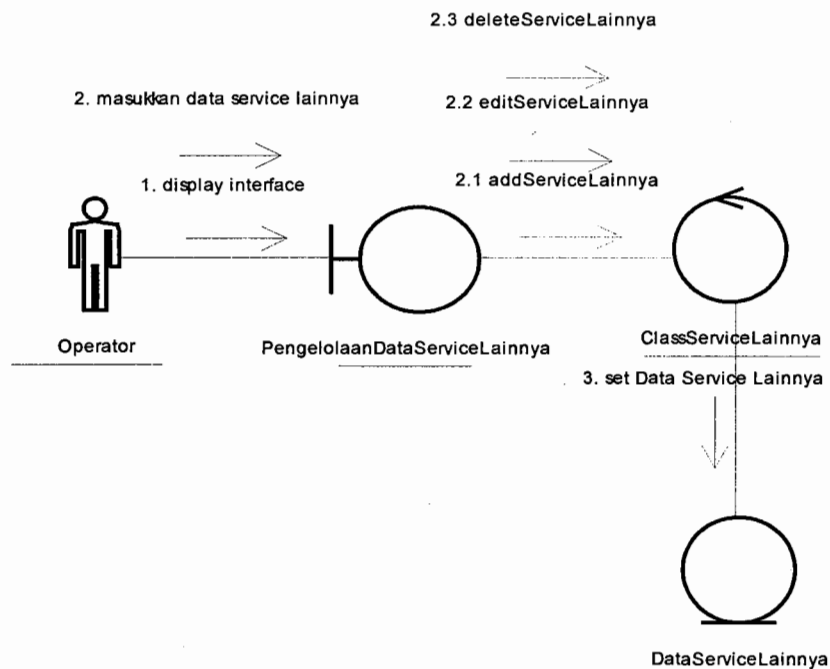 2.3 deleteServiceLainnya
2. masukkan data service lainnya
2.2 editServiceLainnya
1. display interface
2.1 addServiceLainnya
Operator
PengelolaanDataServiceLainnya
ClassServiceLainnya
3. set Data Service Lainnya
DataServiceLainnya